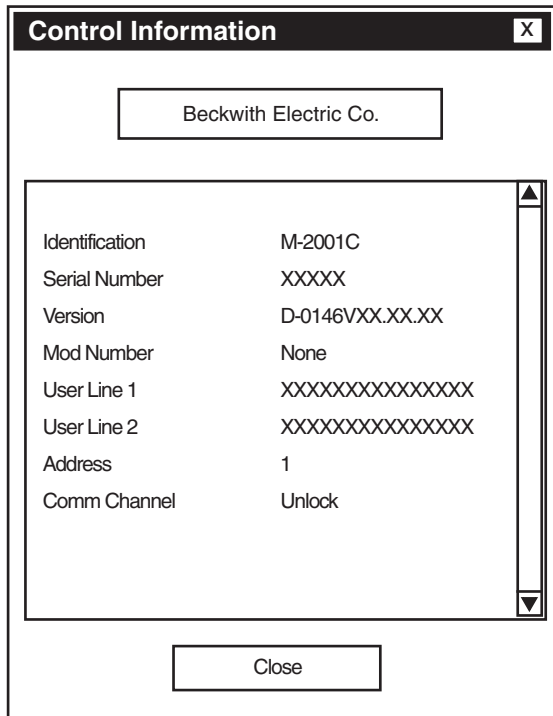 Control Information X
Beckwith Electric Co.
Identification M-2001C
Serial Number XXXXX
Version D-0146VXX.XX.XX
Mod Number None
User Line 1 XXXXXXXXXXXXXXX
User Line 2 XXXXXXXXXXXXXXX
Address 1
Comm Channel Unlock
Close